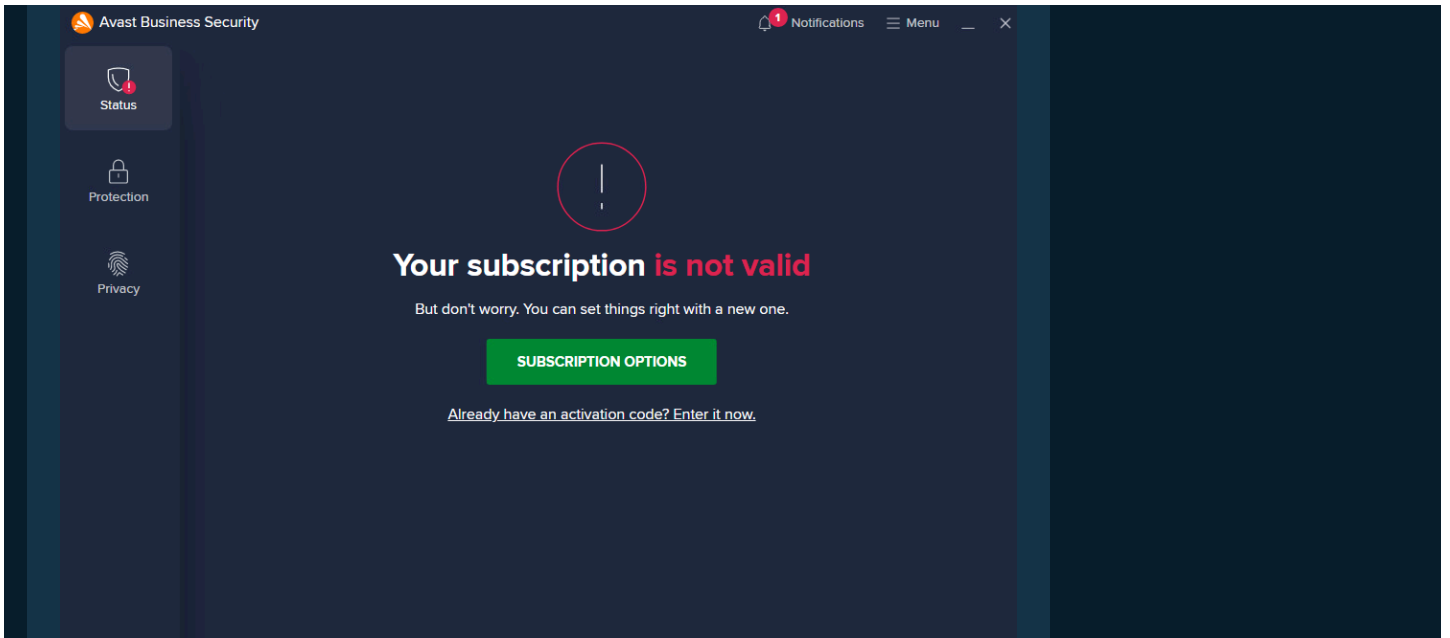 Avast Business Security
1
Notifications
Menu
Status
Protection
Privacy
Your subscription is not valid
But don't worry. You can set things right with a new one.
SUBSCRIPTION OPTIONS
Already have an activation code? Enter it now.